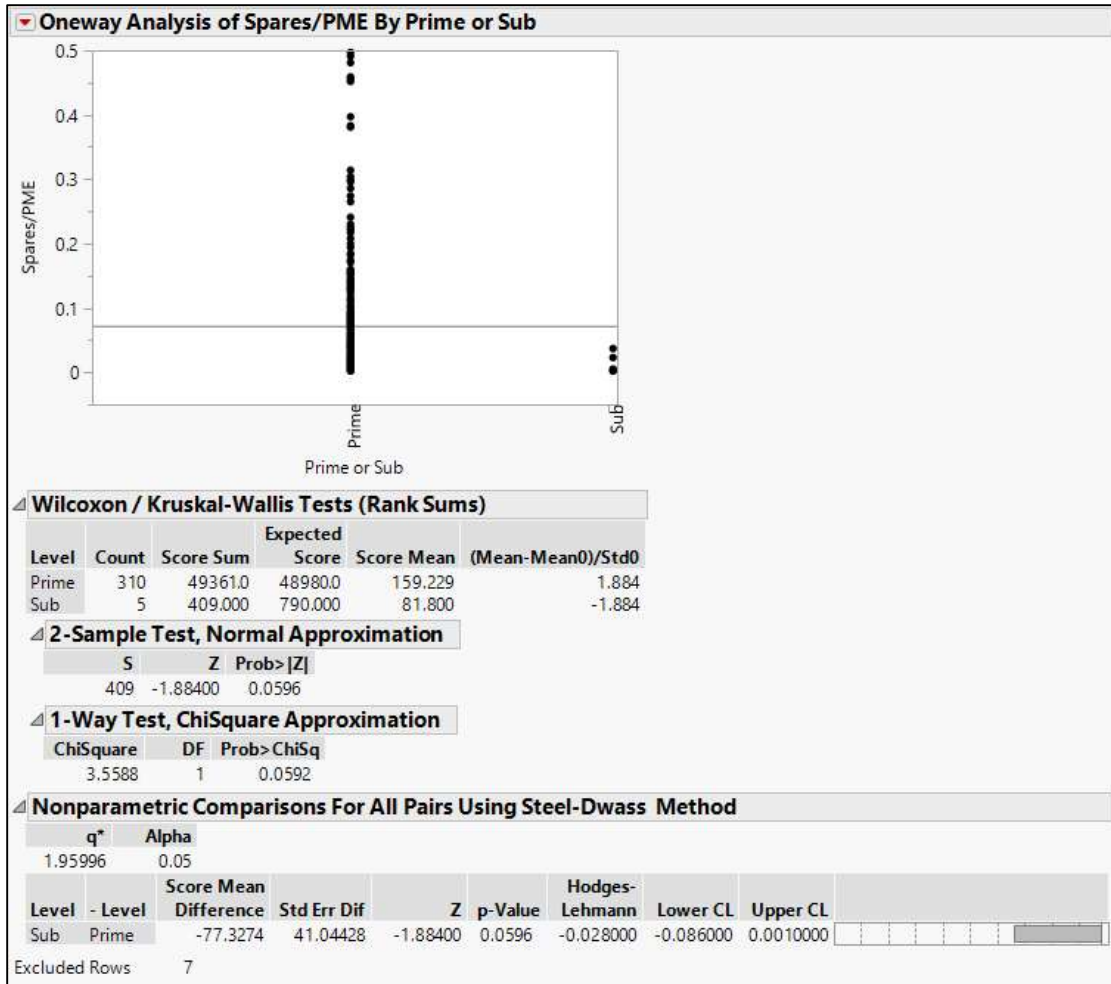 Oneway Analysis of Spares/PME By Prime or Sub
0.5
0.4
0.3
0.2
0.1
0
Spares/PME
Prime
Sub
Prime or Sub
Wilcoxon / Kruskal-Wallis Tests (Rank Sums)
Expected
Level Count Score Sum Score Score Mean (Mean-Mean0)/Std0
Prime 310 49361.0 48980.0 159.229 1.884
Sub 5 409.000 790.000 81.800 -1.884
2-Sample Test, Normal Approximation
S Z Prob>|Z|
409 -1.88400 0.0596
1-Way Test, ChiSquare Approximation
ChiSquare DF Prob>ChiSq
3.5588 1 0.0592
Nonparametric Comparisons For All Pairs Using Steel-Dwass Method
q* Alpha
1.95996 0.05
Score Mean Hodges-
Level - Level Difference Std Err Dif Z p-Value Lehmann Lower CL Upper CL
Sub Prime -77.3274 41.04428 -1.88400 0.0596 -0.028000 -0.086000 0.0010000
Excluded Rows 7